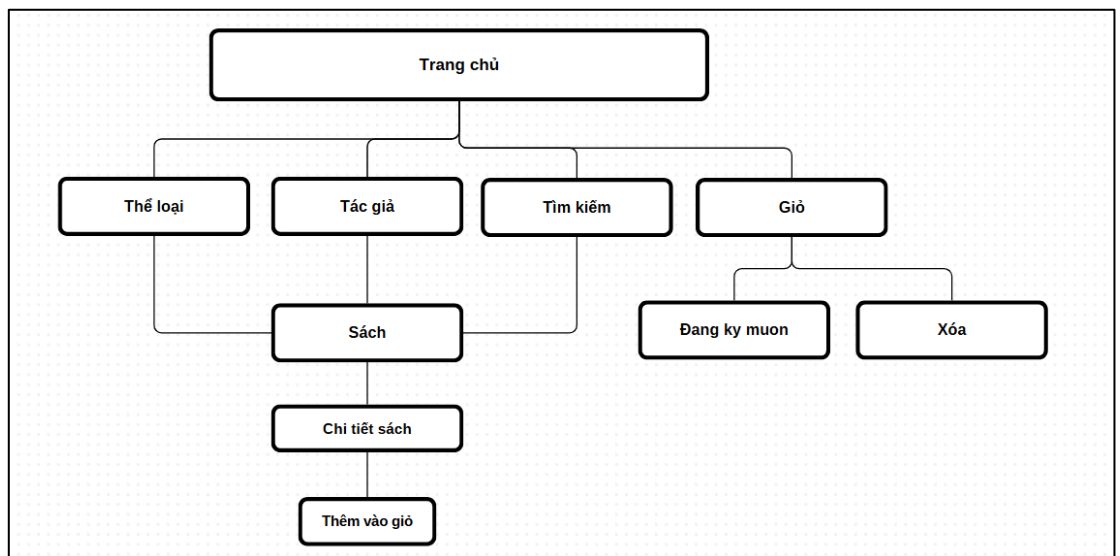 Trang chủ
Thể loại
Tác giả
Tìm kiếm
Giỏ
Sách
Đang ky muon
Xóa
Chi tiết sách
Thêm vào giỏ